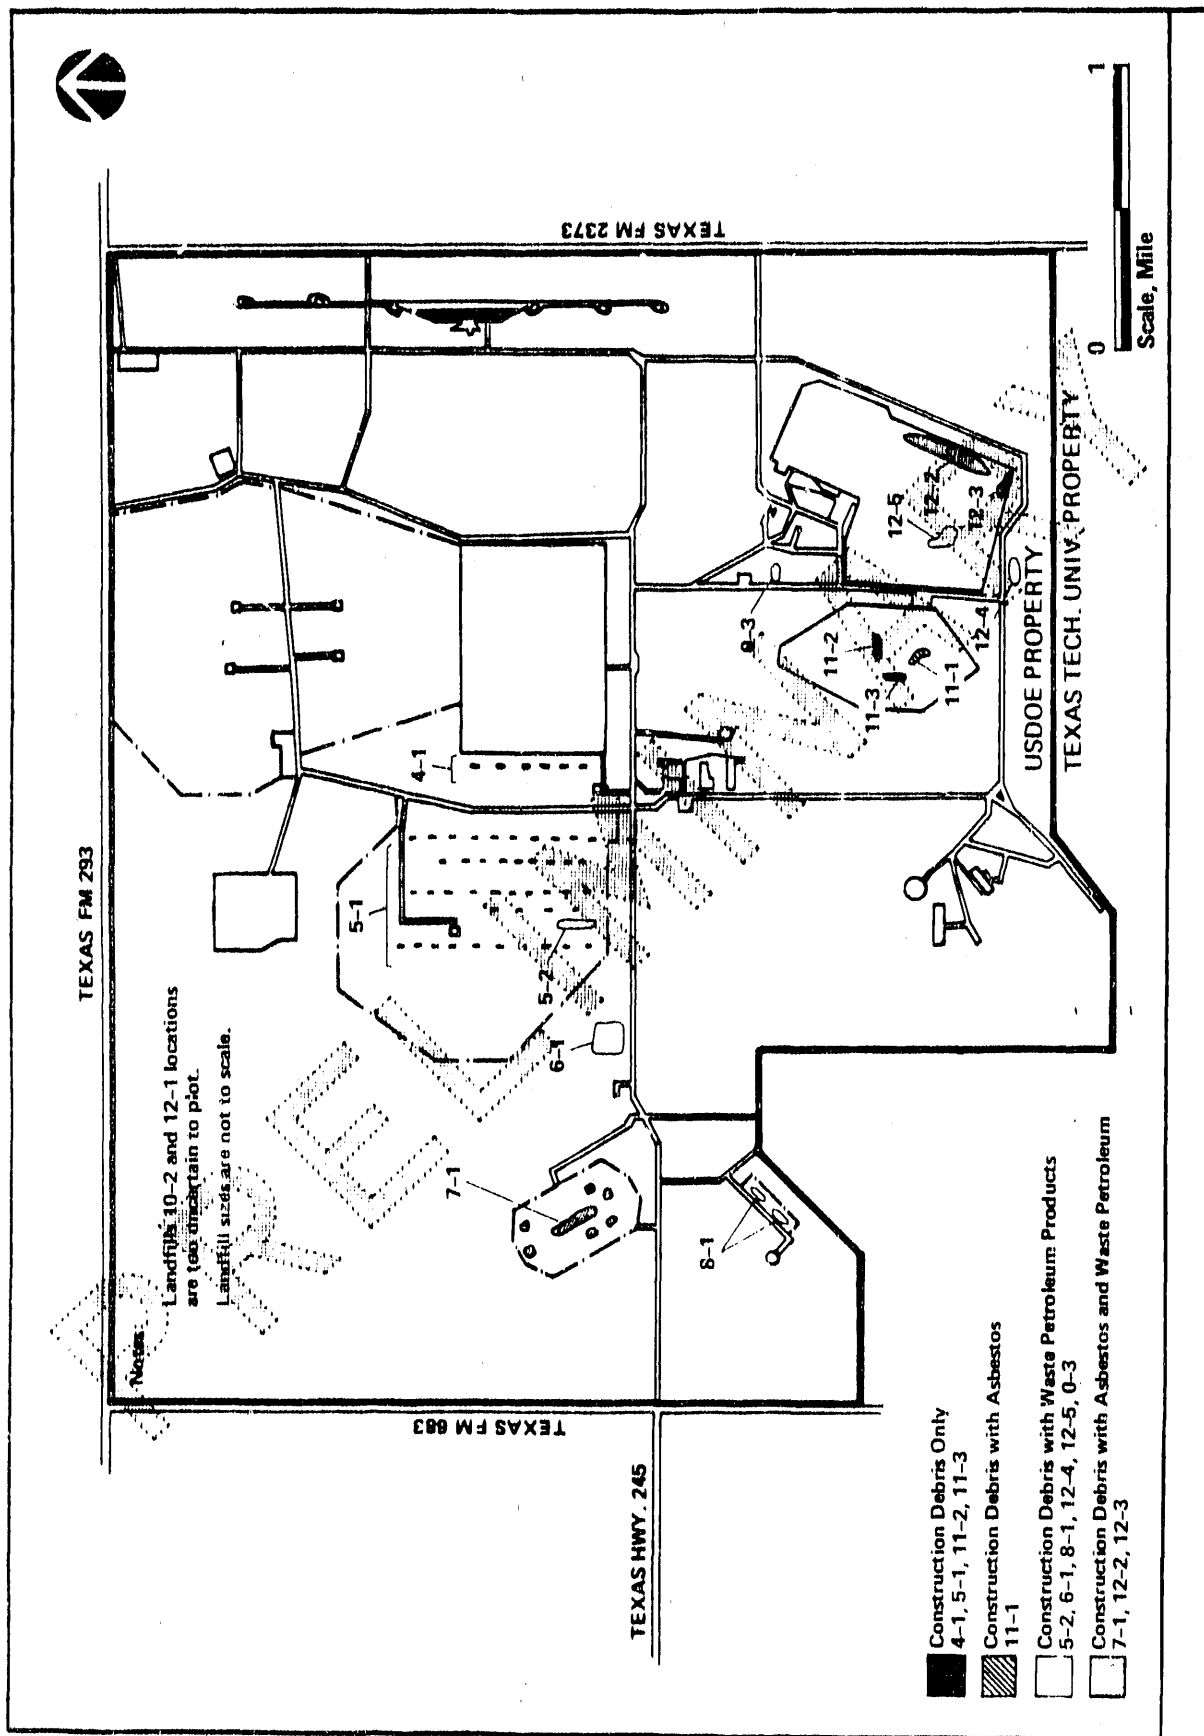 TEXAS FM 293
TEXAS FM 2373
TEXAS FM 683
TEXAS HWY. 245
Notes:
Landfills 10-2 and 12-1 locations
are too uncertain to plot.
Landfill sizes are not to scale.
4-1
5-1
5-2
6-1
7-1
8-1
9-3
11-2
11-3
11-1
12-5
12-2
12-3
12-4
USDOE PROPERTY
TEXAS TECH. UNIV. PROPERTY
PRELIMINARY
0
1
Scale, Mile
Construction Debris Only
4-1, 5-1, 11-2, 11-3
Construction Debris with Asbestos
11-1
Construction Debris with Waste Petroleum Products
5-2, 6-1, 8-1, 12-4, 12-5, 0-3
Construction Debris with Asbestos and Waste Petroleum
7-1, 12-2, 12-3